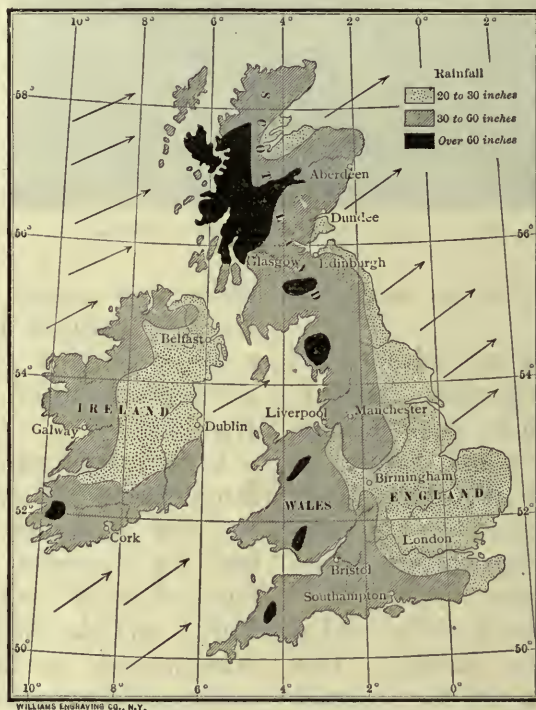 10° 8° 6° 4° 2° 0°
Rainfall
20 to 30 inches
30 to 60 inches
Over 60 inches
58°
SCOTLAND
Aberdeen
Dundee
56° 56°
Glasgow
Edinburgh
Belfast
54° 54°
IRELAND
Liverpool
Manchester
Galway
Dublin
Birmingham
ENGLAND
WALES
52° 52°
London
Cork
Bristol
Southampton
50° 50°
10° 8° 6° 4° 2° 0°
WILLIAMS ENGRAVING CO., N.Y.